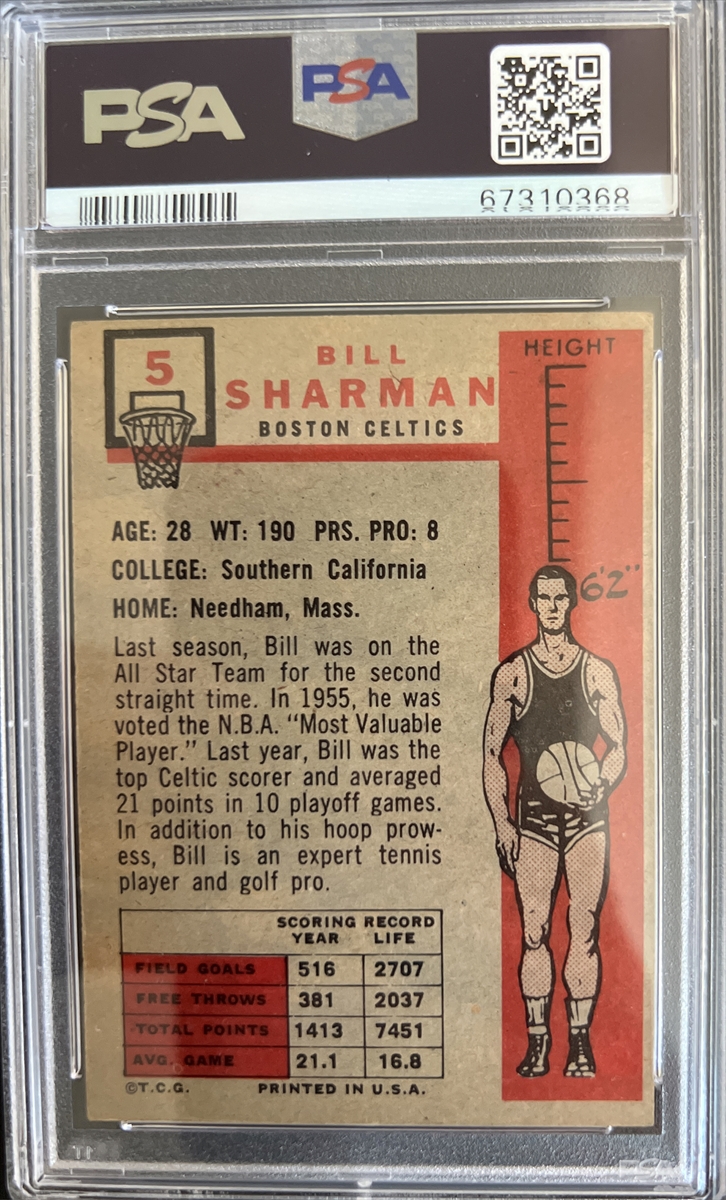 PSA
PSA
67310368
5
BILL
SHARMAN
BOSTON CELTICS
HEIGHT
6'2"
AGE: 28 WT: 190 PRS. PRO: 8
COLLEGE: Southern California
HOME: Needham, Mass.
Last season, Bill was on the
All Star Team for the second
straight time. In 1955, he was
voted the N.B.A. "Most Valuable
Player." Last year, Bill was the
top Celtic scorer and averaged
21 points in 10 playoff games.
In addition to his hoop prow-
ess, Bill is an expert tennis
player and golf pro.
SCORING RECORD
YEAR LIFE
FIELD GOALS 516 2707
FREE THROWS 381 2037
TOTAL POINTS 1413 7451
AVG. GAME 21.1 16.8
©T.C.G. PRINTED IN U.S.A.
PSA